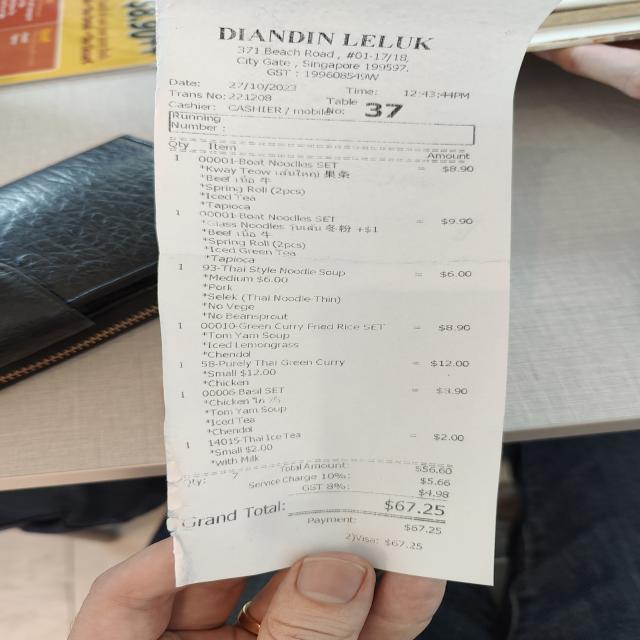 DIANDIN LELUK
371 Beach Road , #01-17/18,
City Gate , Singapore 199597.
GST : 199608549W
Date: 27/10/2023 Time: 12:43:44PM
Trans No: 221208 Table No: 37
Cashier: CASHIER / mobile
Running
Number :
Qty Item Amount
1 00001-Boat Noodles SET = $8.90
*Kway Teow เส้นใหญ่ 果条
*Beef เนื้อ 牛
*Spring Roll (2pcs)
*Iced Tea
*Tapioca
1 00001-Boat Noodles SET = $9.90
*Glass Noodles วุ้นเส้น 冬粉 +$1
*Beef เนื้อ 牛
*Spring Roll (2pcs)
*Iced Green Tea
*Tapioca
1 93-Thai Style Noodle Soup = $6.00
*Medium $6.00
*Pork
*Selek (Thai Noodle Thin)
*No Vege
*No Beansprout
1 00010-Green Curry Fried Rice SET = $8.90
*Tom Yam Soup
*Iced Lemongrass
*Chendol
1 58-Purely Thai Green Curry = $12.00
*Small $12.00
*Chicken
1 00006-Basil SET = $8.90
*Chicken ไก่
*Tom Yam Soup
*Iced Tea
*Chendol
1 14015-Thai Ice Tea = $2.00
*Small $2.00
*With Milk
Qty: 7 Total Amount: $56.60
Service Charge 10%: $5.66
GST 8%: $4.98
Grand Total: $67.25
Payment: $67.25
2)Visa: $67.25